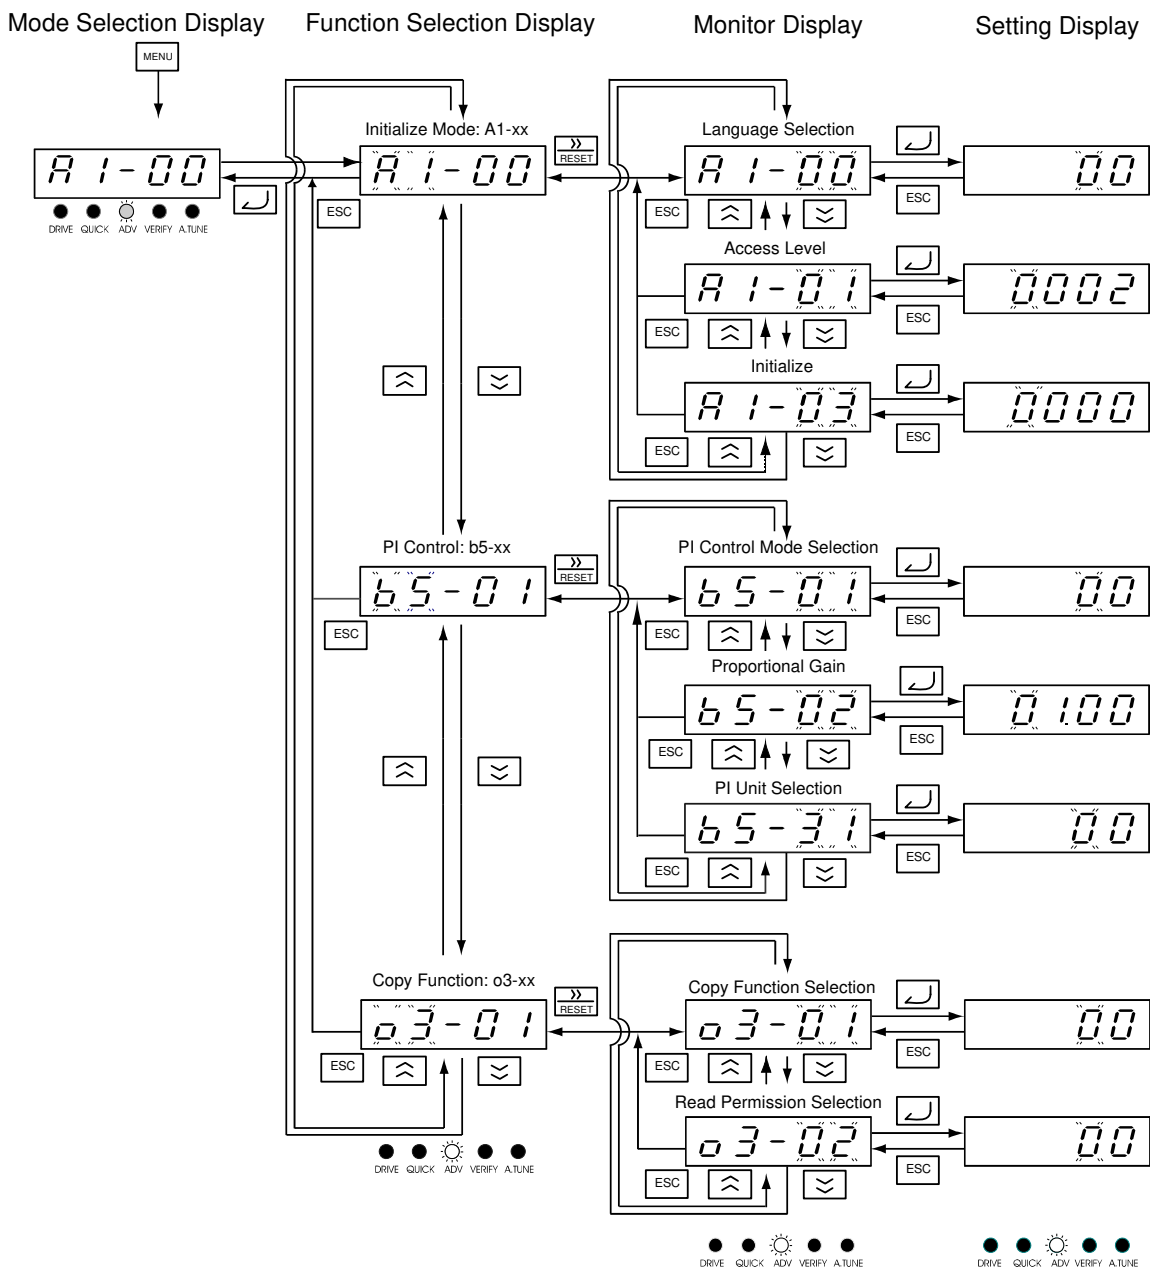 Mode Selection Display
Function Selection Display
Monitor Display
Setting Display
MENU
Initialize Mode: A1-xx
Language Selection
A1-00
A1-00
RESET
A1-00
00
ESC
ESC
ESC
DRIVE QUICK ADV VERIFY A.TUNE
Access Level
A1-01
0002
ESC
ESC
Initialize
A1-03
0000
ESC
ESC
PI Control: b5-xx
PI Control Mode Selection
b5-01
RESET
b5-01
00
ESC
ESC
ESC
Proportional Gain
b5-02
01.00
ESC
ESC
PI Unit Selection
b5-31
00
ESC
ESC
Copy Function: o3-xx
Copy Function Selection
o3-01
RESET
o3-01
00
ESC
ESC
ESC
Read Permission Selection
o3-02
00
ESC
ESC
DRIVE QUICK ADV VERIFY A.TUNE
DRIVE QUICK ADV VERIFY A.TUNE
DRIVE QUICK ADV VERIFY A.TUNE